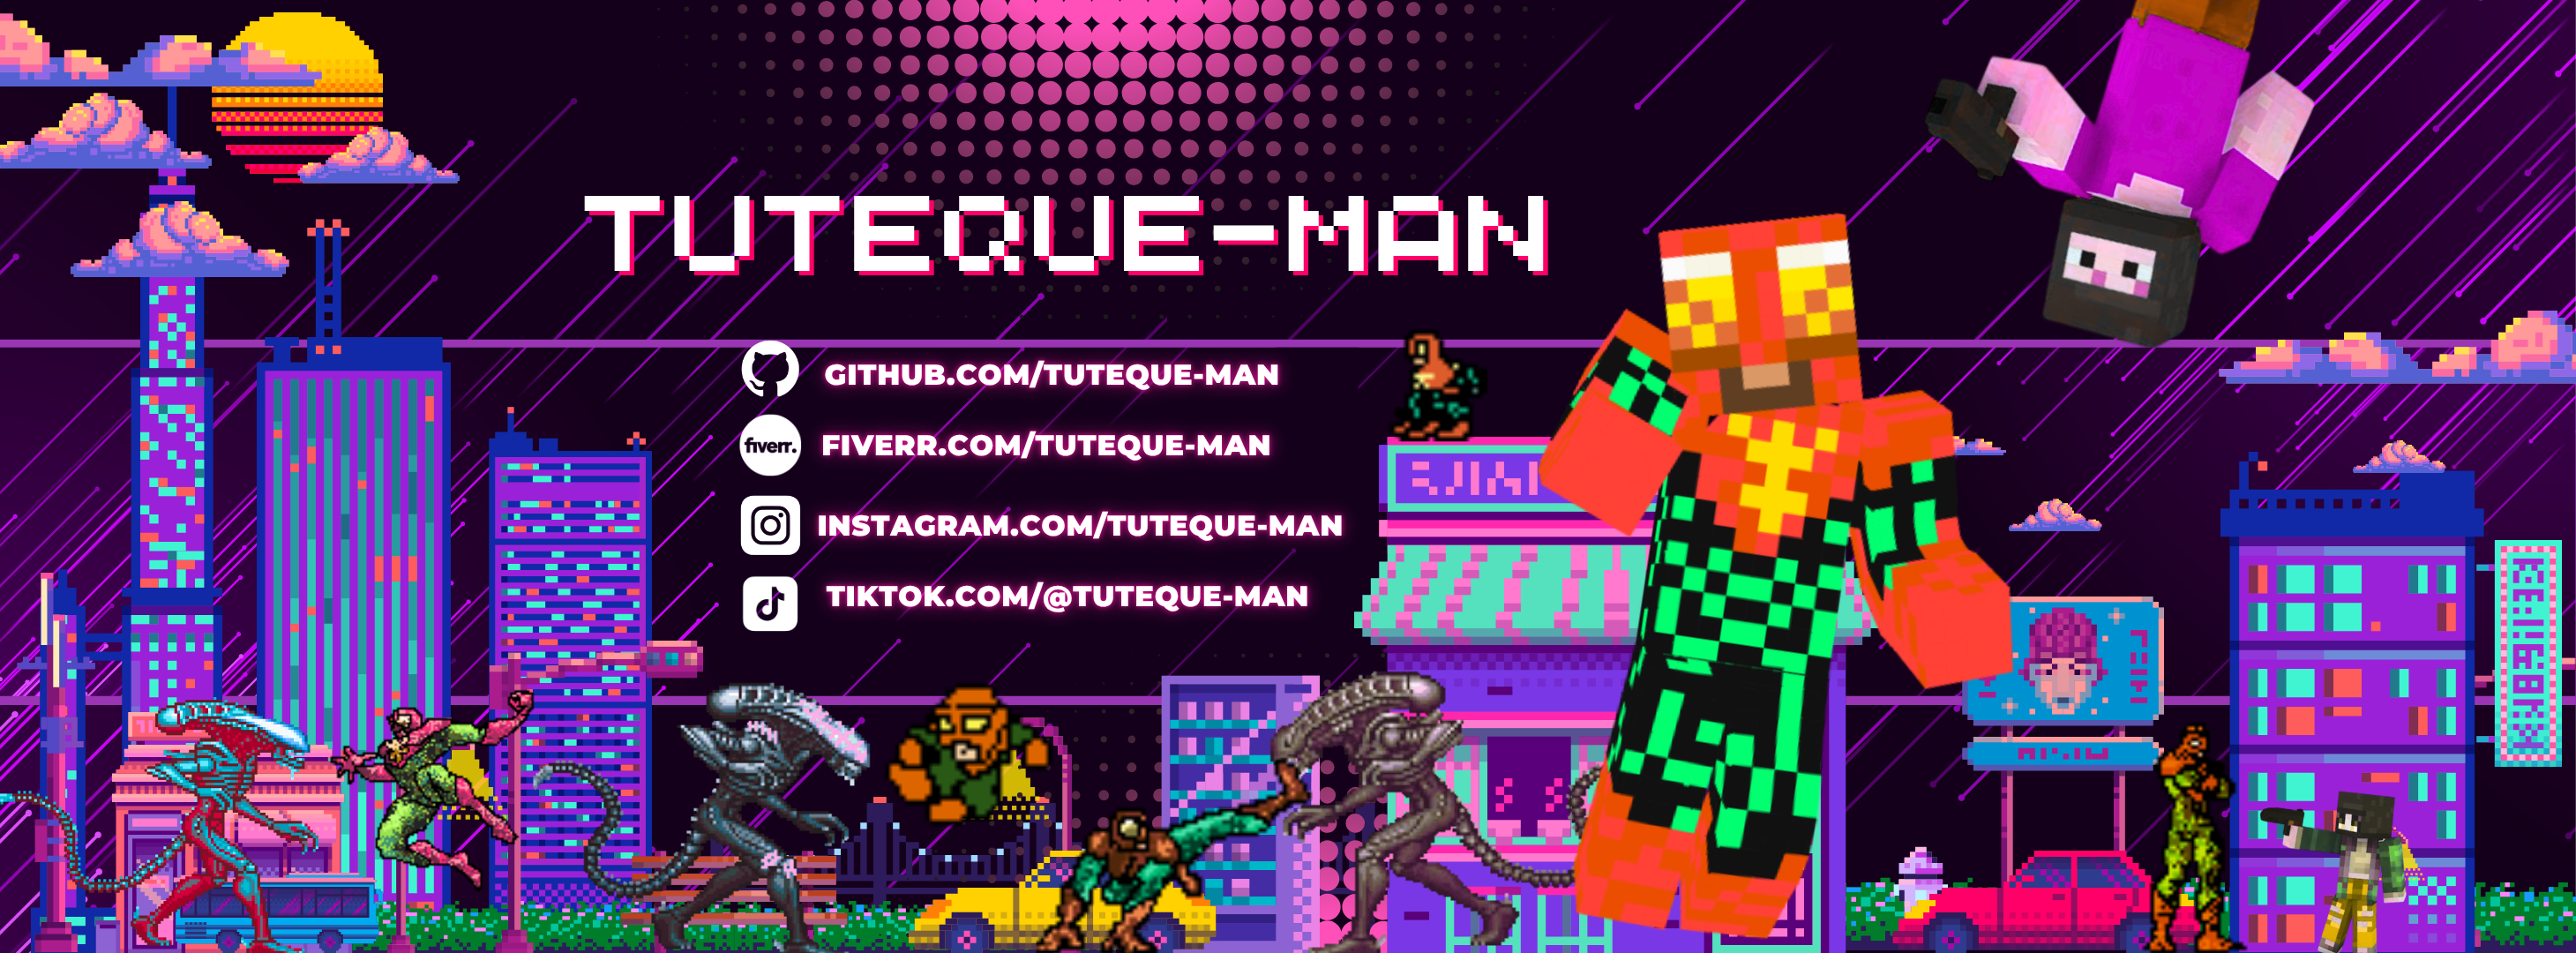 TUTEQUE-MAN
GITHUB.COM/TUTEQUE-MAN
fiverr.
FIVERR.COM/TUTEQUE-MAN
INSTAGRAM.COM/TUTEQUE-MAN
TIKTOK.COM/@TUTEQUE-MAN